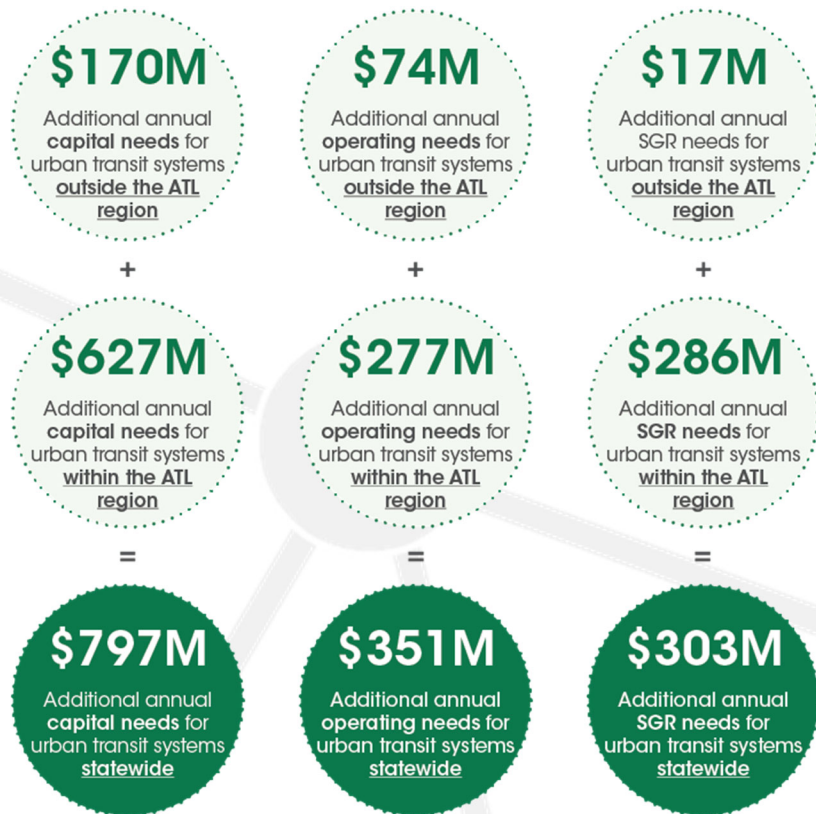 $170M
Additional annual
capital needs for
urban transit systems
outside the ATL
region
+
$627M
Additional annual
capital needs for
urban transit systems
within the ATL
region
=
$797M
Additional annual
capital needs for
urban transit systems
statewide
$74M
Additional annual
operating needs for
urban transit systems
outside the ATL
region
+
$277M
Additional annual
operating needs for
urban transit systems
within the ATL
region
=
$351M
Additional annual
operating needs for
urban transit systems
statewide
$17M
Additional annual
SGR needs for
urban transit systems
outside the ATL
region
+
$286M
Additional annual
SGR needs for
urban transit systems
within the ATL
region
=
$303M
Additional annual
SGR needs for
urban transit systems
statewide